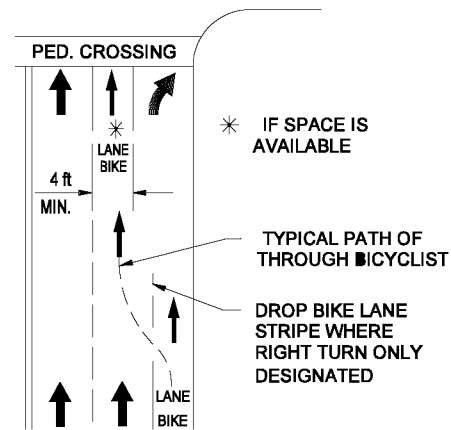 PED. CROSSING
✳ IF SPACE IS
AVAILABLE
LANE
BIKE
4 ft
MIN.
TYPICAL PATH OF
THROUGH BICYCLIST
DROP BIKE LANE
STRIPE WHERE
RIGHT TURN ONLY
DESIGNATED
LANE
BIKE